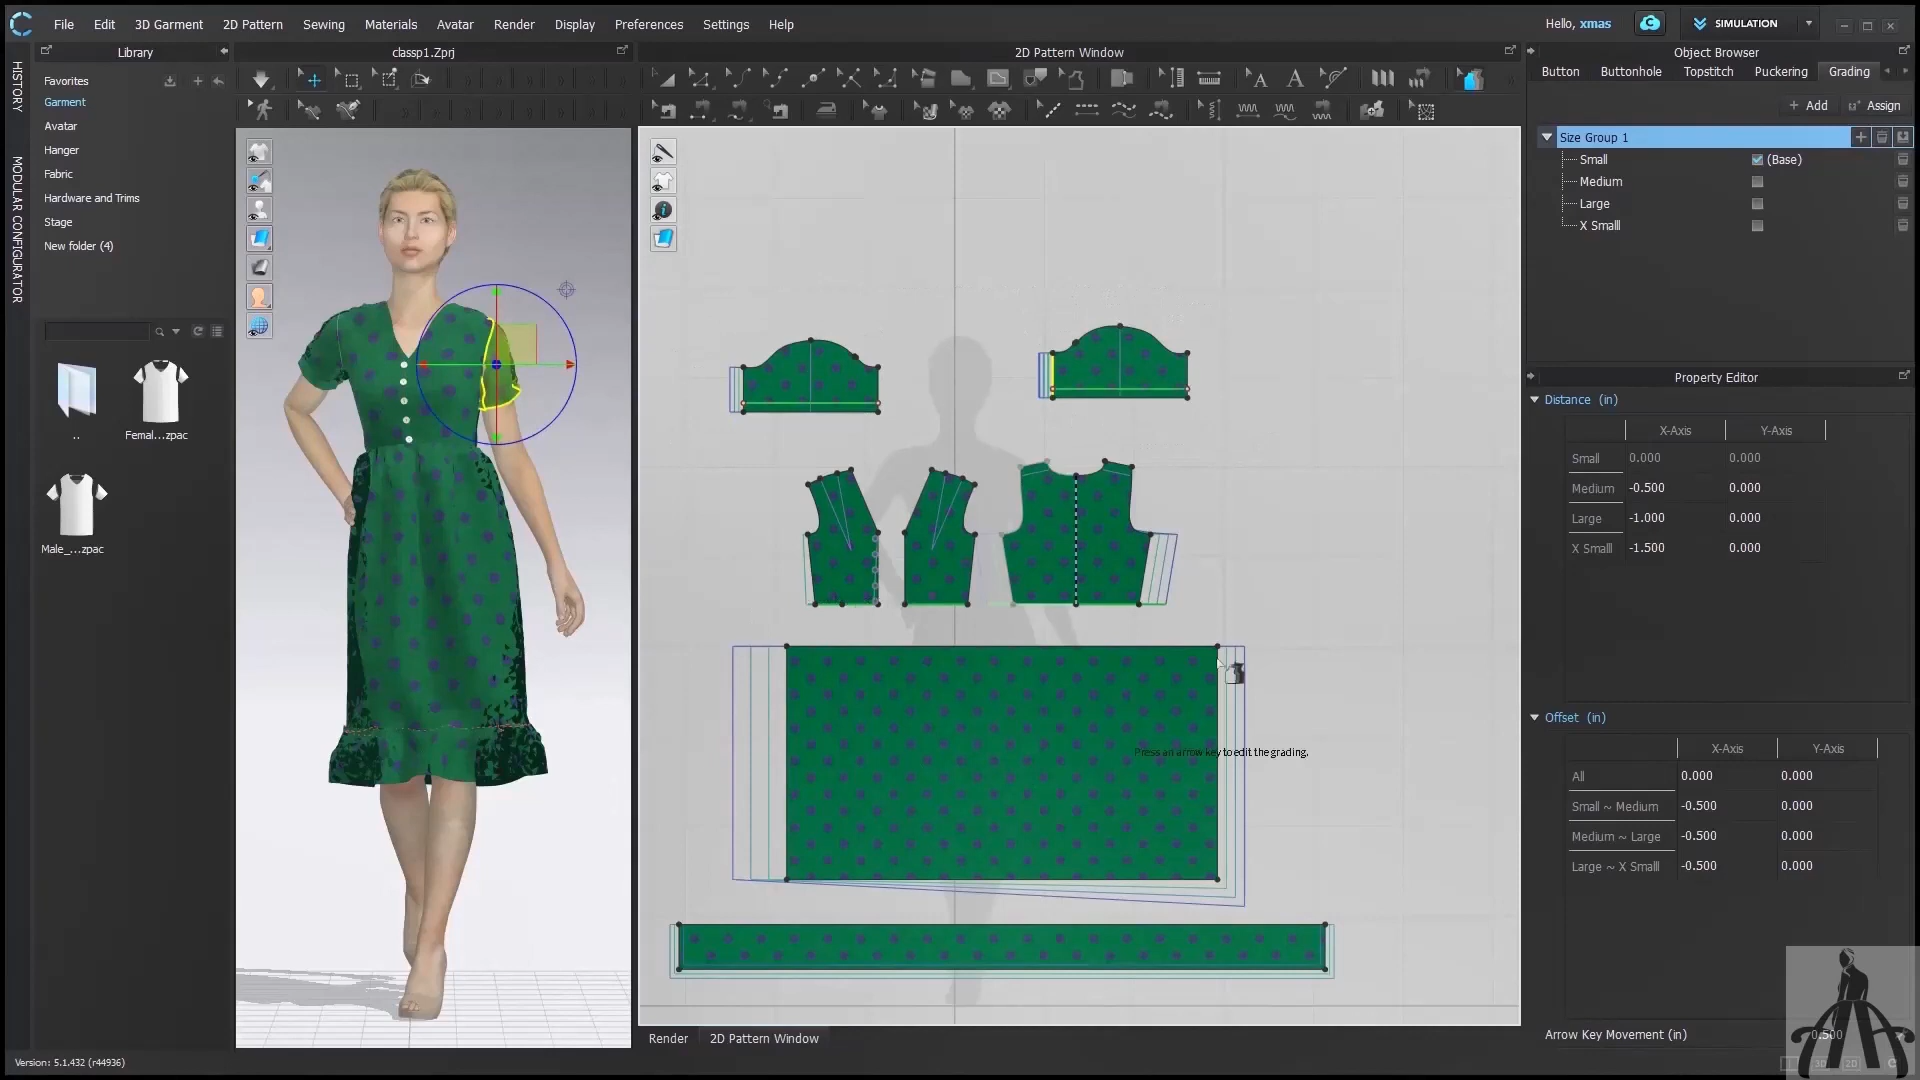 File Edit 3D Garment 2D Pattern Sewing Materials Avatar Render Display Preferences Settings Help
Hello, xmas
SIMULATION
Library
classp1.Zprj
2D Pattern Window
Object Browser
HISTORY
MODULAR CONFIGURATOR
Favorites
Garment
Avatar
Hanger
Fabric
Hardware and Trims
Stage
New folder (4)
..
Femal...zpac
Male_...zpac
Button Buttonhole Topstitch Puckering Grading
+ Add Assign
Size Group 1
Small (Base)
Medium
Large
X Small
Property Editor
Distance (in)
X-Axis Y-Axis
Small 0.000 0.000
Medium -0.500 0.000
Large -1.000 0.000
X Small -1.500 0.000
Press an arrow key to edit the grading.
Offset (in)
X-Axis Y-Axis
All 0.000 0.000
Small ~ Medium -0.500 0.000
Medium ~ Large -0.500 0.000
Large ~ X Small -0.500 0.000
Arrow Key Movement (in) 0.500
Render 2D Pattern Window
Version: 5.1.432 (r44936)
3D 2D